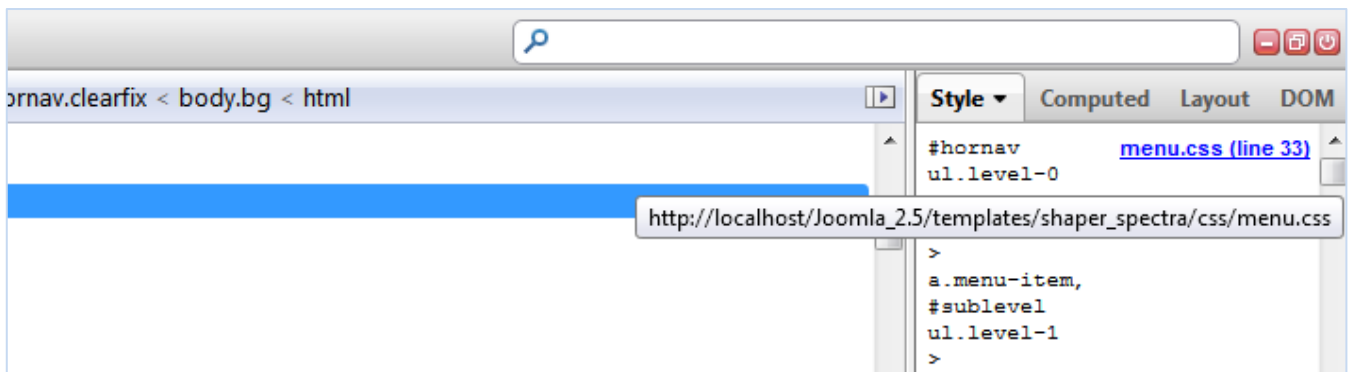 ornav.clearfix < body.bg < html
Style ▾ Computed Layout DOM
#hornav menu.css (line 33)
ul.level-0
http://localhost/Joomla_2.5/templates/shaper_spectra/css/menu.css
>
a.menu-item,
#sublevel
ul.level-1
>